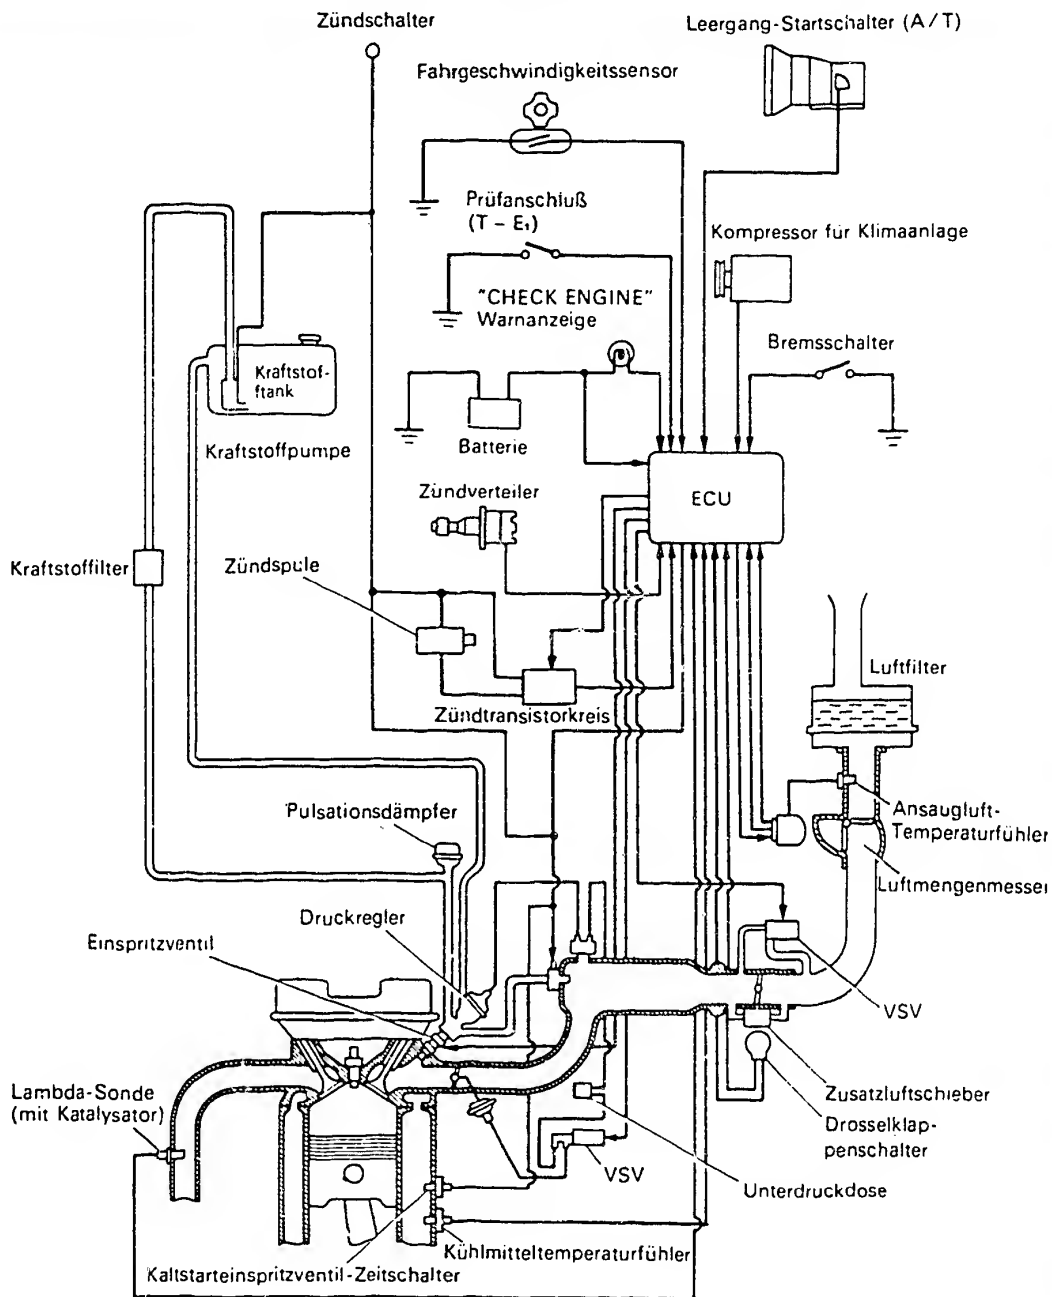 Zündschalter
Leergang-Startschalter (A/T)
Fahrgeschwindigkeitssensor
Prüfanschluß
(T – E₁)
Kompressor für Klimaanlage
"CHECK ENGINE"
Warnanzeige
Bremsschalter
Kraftstof-
ftank
Batterie
Kraftstoffpumpe
ECU
Zündverteiler
Kraftstoffilter
Zündspule
Luftfilter
Zündtransistorkreis
Ansaugluft-
Temperaturfühler
Pulsationsdämpfer
Luftmengenmesser
Druckregler
Einspritzventil
VSV
Lambda-Sonde
(mit Katalysator)
Zusatzluftschieber
Drosselklap-
penschalter
VSV
Unterdruckdose
Kühlmitteltemperaturfühler
Kaltstarteinspritzventil-Zeitschalter